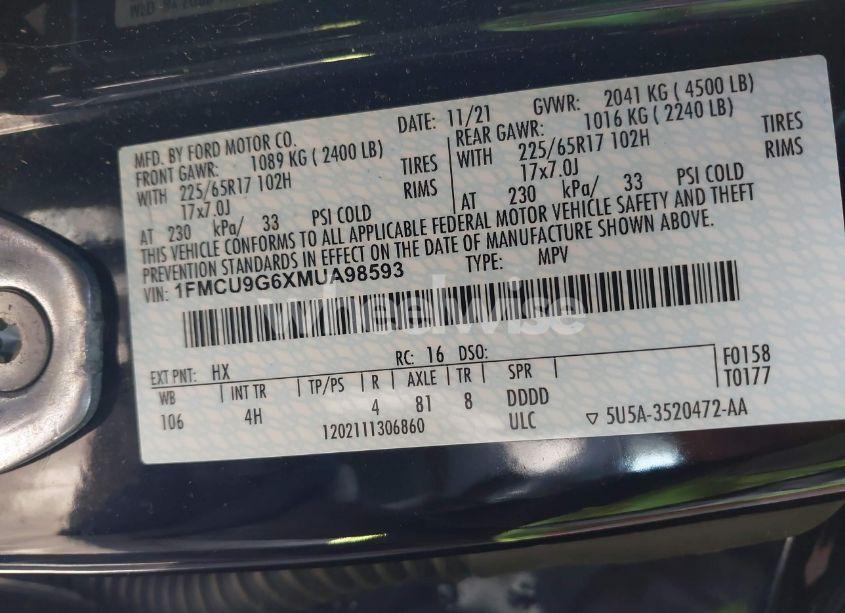 MFD. BY FORD MOTOR CO. DATE: 11/21 GVWR: 2041 KG ( 4500 LB)
FRONT GAWR: 1089 KG ( 2400 LB) REAR GAWR: 1016 KG ( 2240 LB)
WITH 225/65R17 102H TIRES WITH 225/65R17 102H TIRES
17x7.0J RIMS 17x7.0J RIMS
AT 230 kPa/ 33 PSI COLD AT 230 kPa/ 33 PSI COLD
THIS VEHICLE CONFORMS TO ALL APPLICABLE FEDERAL MOTOR VEHICLE SAFETY AND THEFT
PREVENTION STANDARDS IN EFFECT ON THE DATE OF MANUFACTURE SHOWN ABOVE.
VIN: 1FMCU9G6XMUA98593 TYPE: MPV
wheelwise
EXT PNT: HX RC: 16 DSO: F0158
WB INT TR TP/PS R AXLE TR SPR T0177
106 4H 4 81 8 DDDD
1202111306860 ULC ▽ 5U5A-3520472-AA